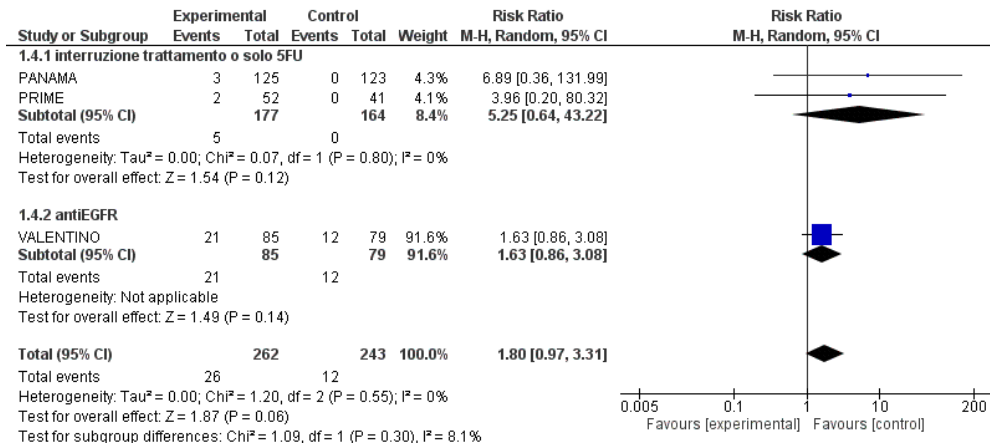 Experimental Control Risk Ratio Risk Ratio
Study or Subgroup Events Total Events Total Weight M-H, Random, 95% CI M-H, Random, 95% CI
1.4.1 interruzione trattamento o solo 5FU
PANAMA 3 125 0 123 4.3% 6.89 [0.36, 131.99]
PRIME 2 52 0 41 4.1% 3.96 [0.20, 80.32]
Subtotal (95% CI) 177 164 8.4% 5.25 [0.64, 43.22]
Total events 5 0
Heterogeneity: Tau² = 0.00; Chi² = 0.07, df = 1 (P = 0.80); I² = 0%
Test for overall effect: Z = 1.54 (P = 0.12)
1.4.2 antiEGFR
VALENTINO 21 85 12 79 91.6% 1.63 [0.86, 3.08]
Subtotal (95% CI) 85 79 91.6% 1.63 [0.86, 3.08]
Total events 21 12
Heterogeneity: Not applicable
Test for overall effect: Z = 1.49 (P = 0.14)
Total (95% CI) 262 243 100.0% 1.80 [0.97, 3.31]
Total events 26 12
Heterogeneity: Tau² = 0.00; Chi² = 1.20, df = 2 (P = 0.55); I² = 0%
Test for overall effect: Z = 1.87 (P = 0.06)
Test for subgroup differences: Chi² = 1.09, df = 1 (P = 0.30), I² = 8.1%
0.005 0.1 1 10 200
Favours [experimental] Favours [control]